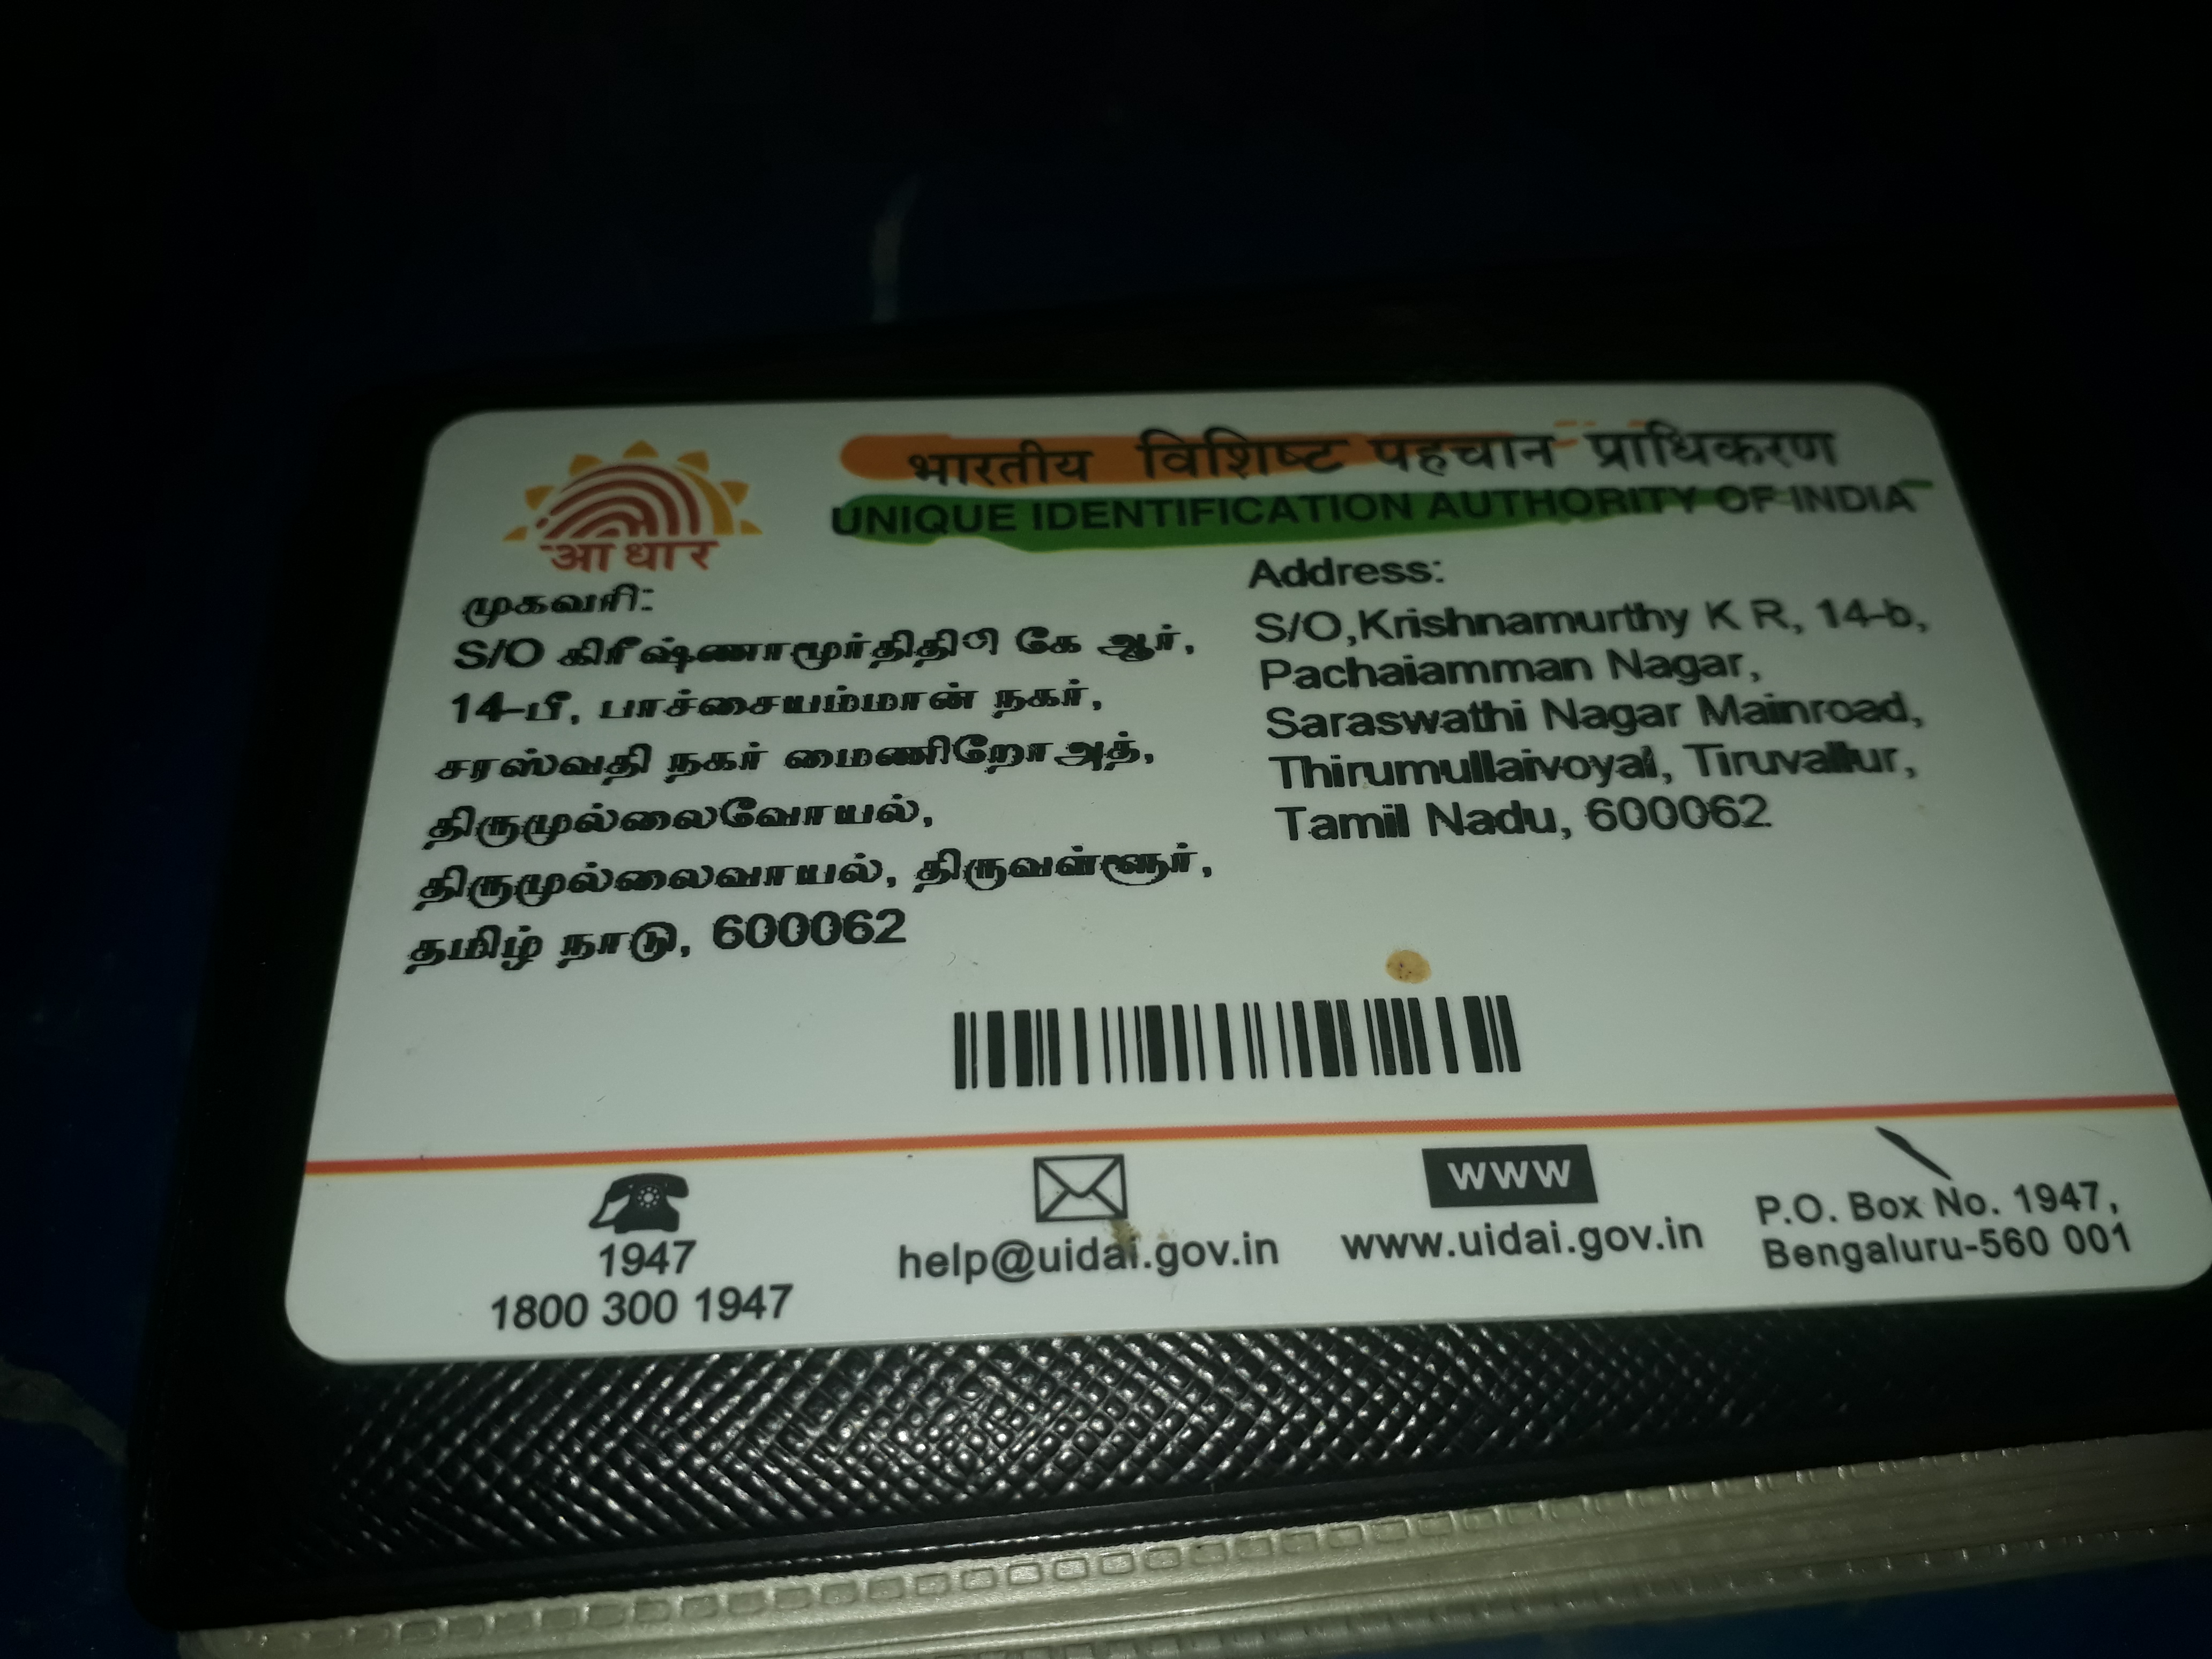 भारतीय विशिष्ट पहचान प्राधिकरण
UNIQUE IDENTIFICATION AUTHORITY OF INDIA
आधार
முகவரி:
S/O கிரீஷ்ணாமூர்திதி கே ஆர்,
14-பீ, பாச்சையம்மான் நகர்,
சரஸ்வதி நகர் மைணிறோஅத்,
திருமுல்லைவோயல்,
திருமுல்லைவாயல், திருவள்ளூர்,
தமிழ் நாடு, 600062
Address:
S/O,Krishnamurthy K R, 14-b,
Pachaiamman Nagar,
Saraswathi Nagar Mainroad,
Thirumullaivoyal, Tiruvallur,
Tamil Nadu, 600062
1947
1800 300 1947
help@uidai.gov.in
www
www.uidai.gov.in
P.O. Box No. 1947,
Bengaluru-560 001